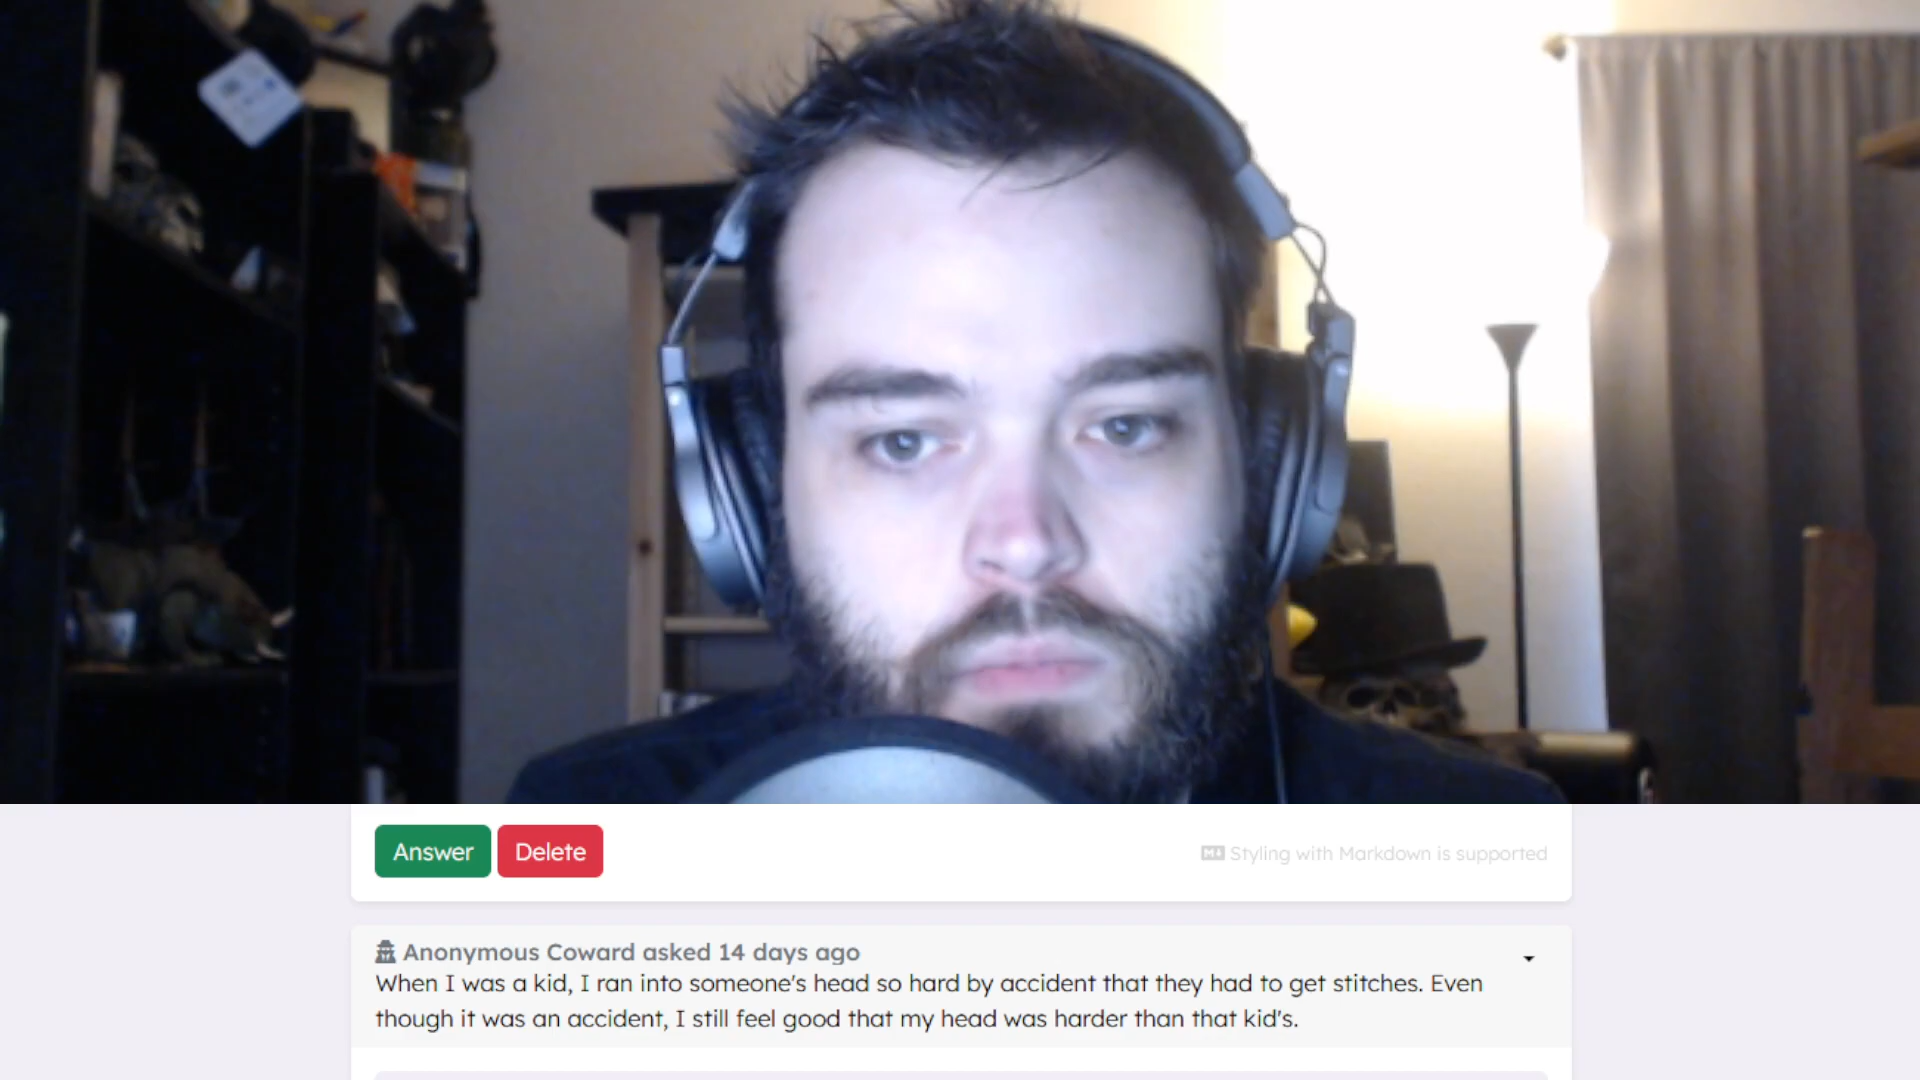 Answer
Delete
Styling with Markdown is supported
Anonymous Coward asked 14 days ago
When I was a kid, I ran into someone's head so hard by accident that they had to get stitches. Even
though it was an accident, I still feel good that my head was harder than that kid's.